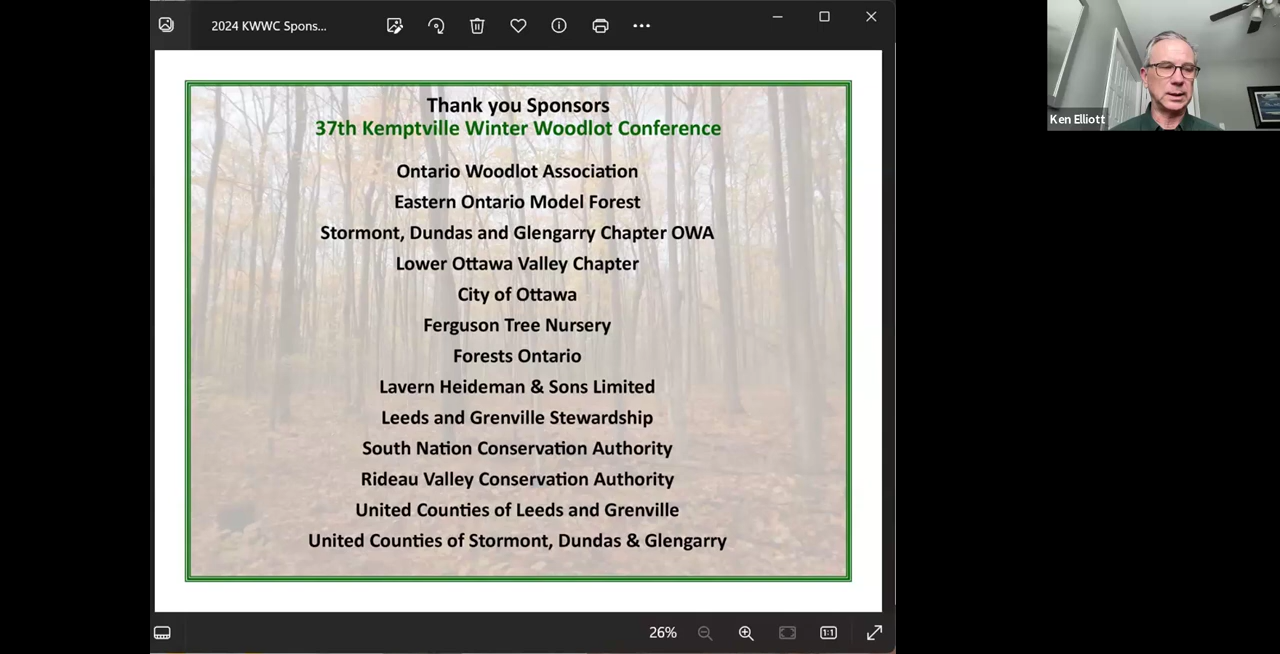 2024 KWWC Spons...
Thank you Sponsors
37th Kemptville Winter Woodlot Conference
Ontario Woodlot Association
Eastern Ontario Model Forest
Stormont, Dundas and Glengarry Chapter OWA
Lower Ottawa Valley Chapter
City of Ottawa
Ferguson Tree Nursery
Forests Ontario
Lavern Heideman & Sons Limited
Leeds and Grenville Stewardship
South Nation Conservation Authority
Rideau Valley Conservation Authority
United Counties of Leeds and Grenville
United Counties of Stormont, Dundas & Glengarry
26%
1:1
Ken Elliott